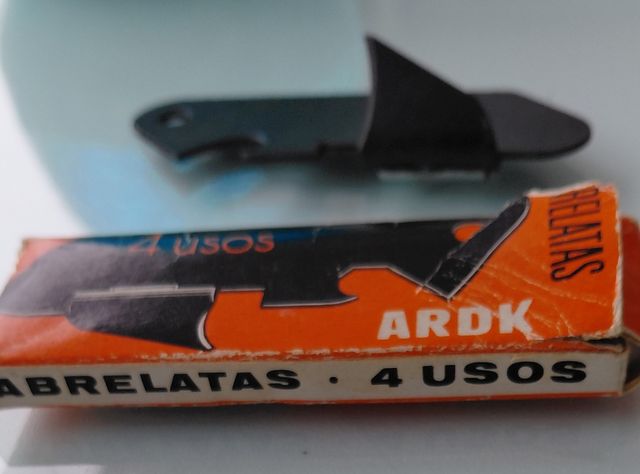 4 usos
RELATAS
ARDK
ABRELATAS · 4 USOS